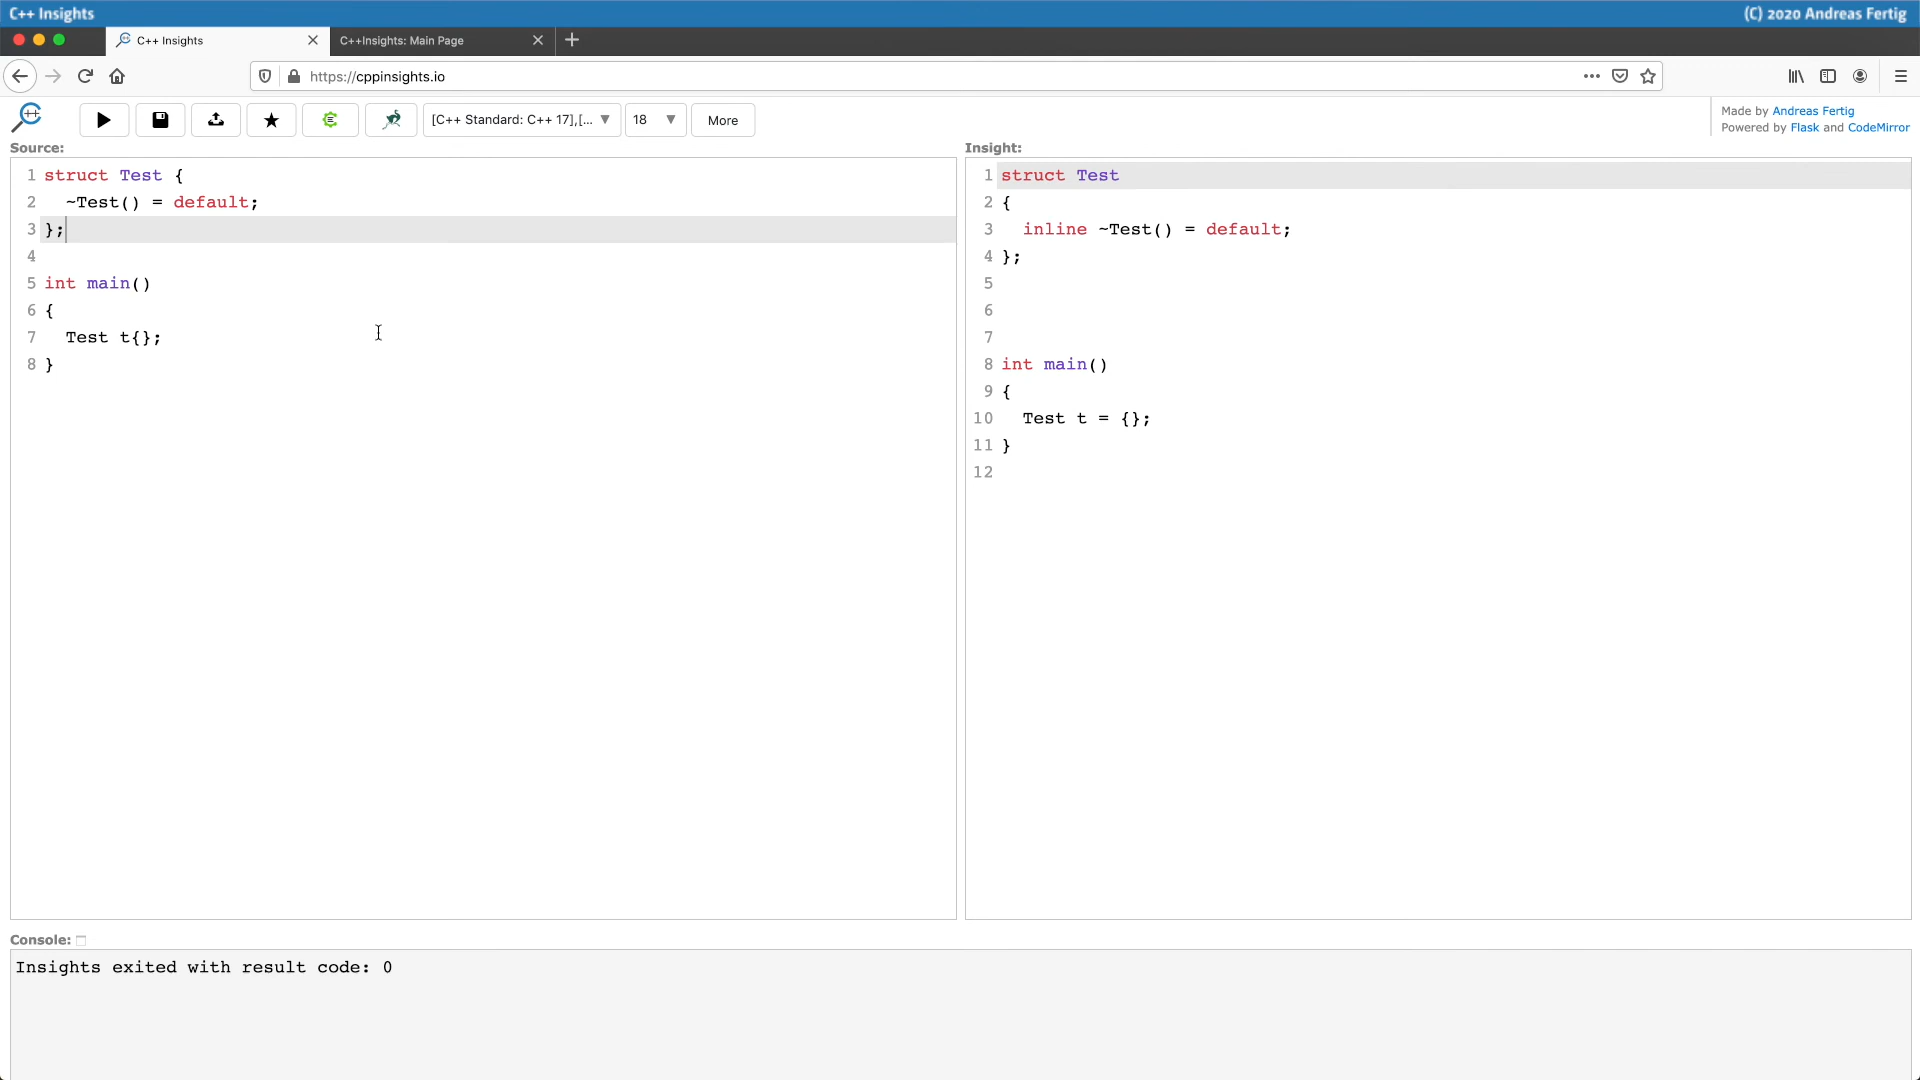 C++ Insights
(C) 2020 Andreas Fertig
C++ Insights
C++Insights: Main Page
https://cppinsights.io
[C++ Standard: C++ 17],[...
18
More
Made by Andreas Fertig
Powered by Flask and CodeMirror
Source:
1 struct Test {
2   ~Test() = default;
3 };
4
5 int main()
6 {
7   Test t{};
8 }
Insight:
1 struct Test
2 {
3   inline ~Test() = default;
4 };
5
6
7
8 int main()
9 {
10   Test t = {};
11 }
12
Console:
Insights exited with result code: 0